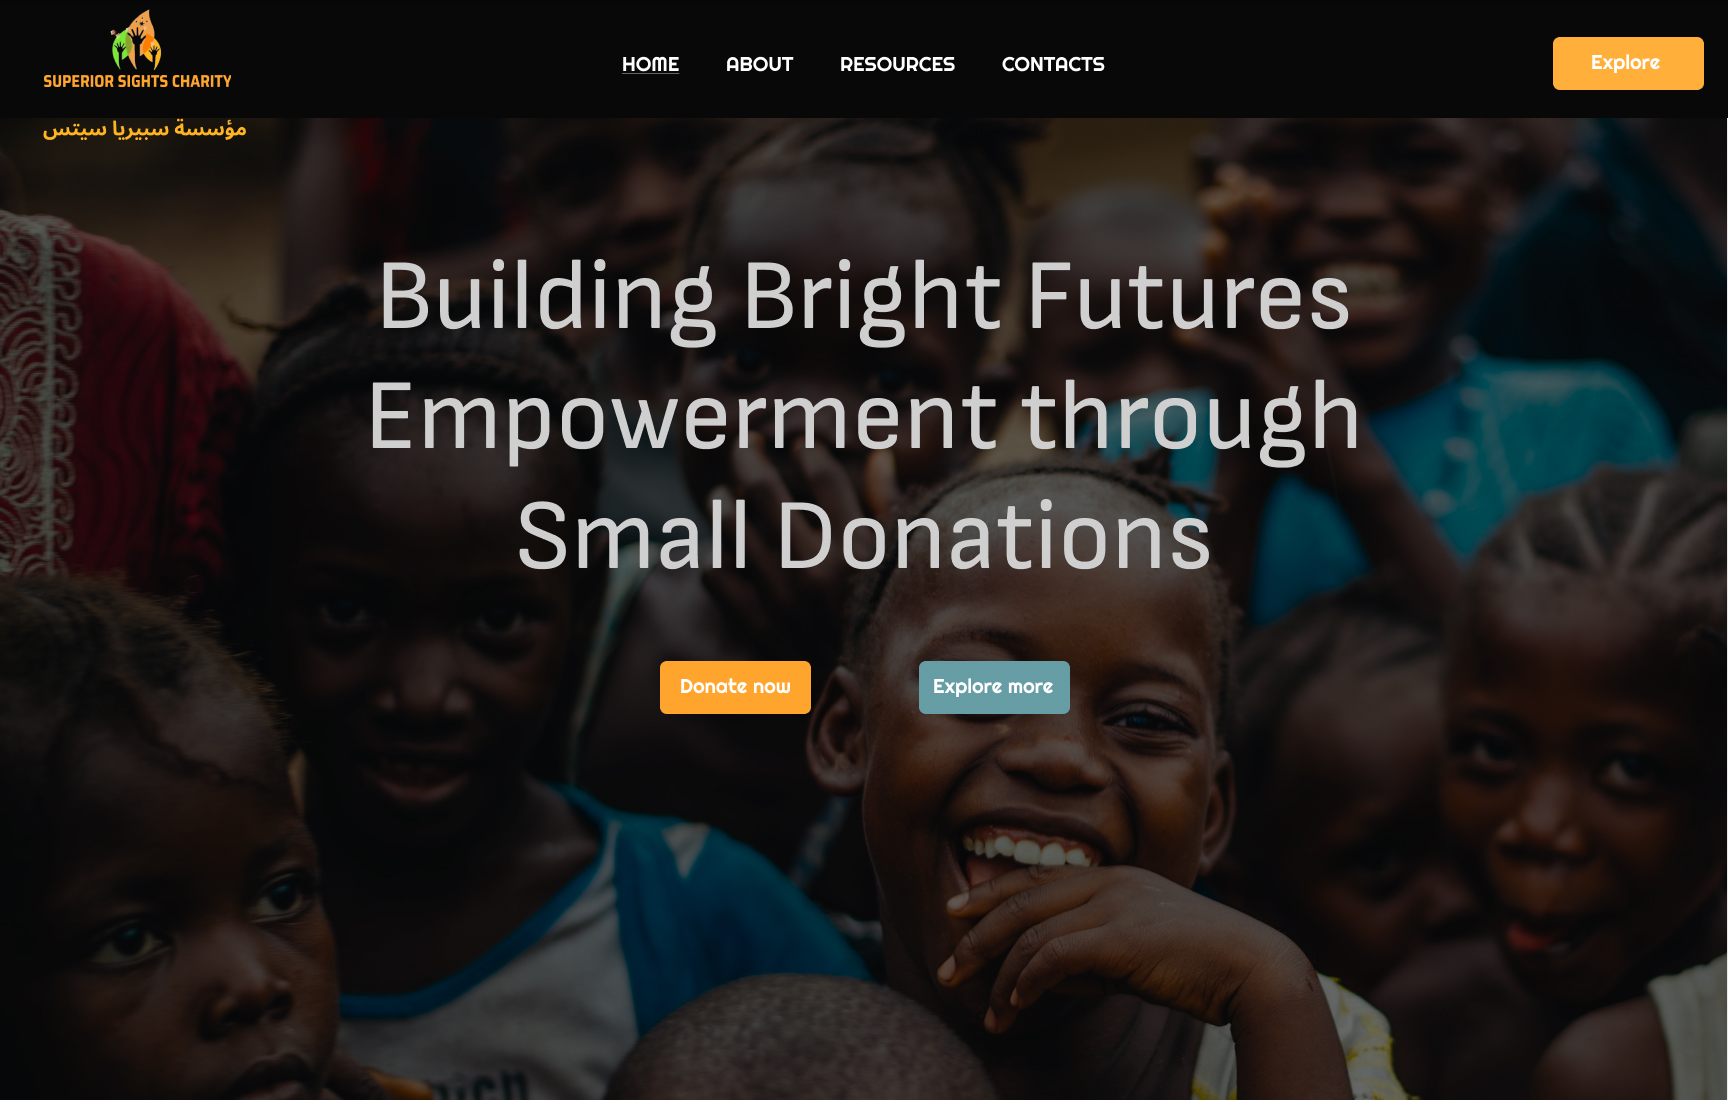 SUPERIOR SIGHTS CHARITY
HOME ABOUT RESOURCES CONTACTS
Explore
مؤسسة سبيريا سيتس
Building Bright Futures
Empowerment through
Small Donations
Donate now
Explore more